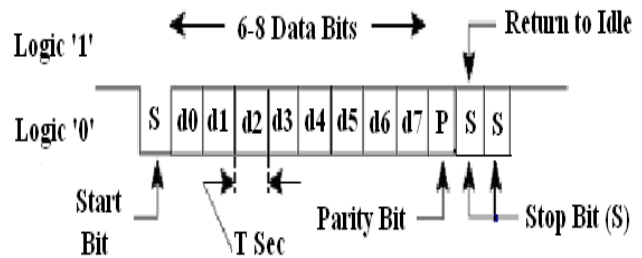 6-8 Data Bits
Return to Idle
Logic '1'
Logic '0'
S d0 d1 d2 d3 d4 d5 d6 d7 P S S
Start
Bit
T Sec
Parity Bit
Stop Bit (S)